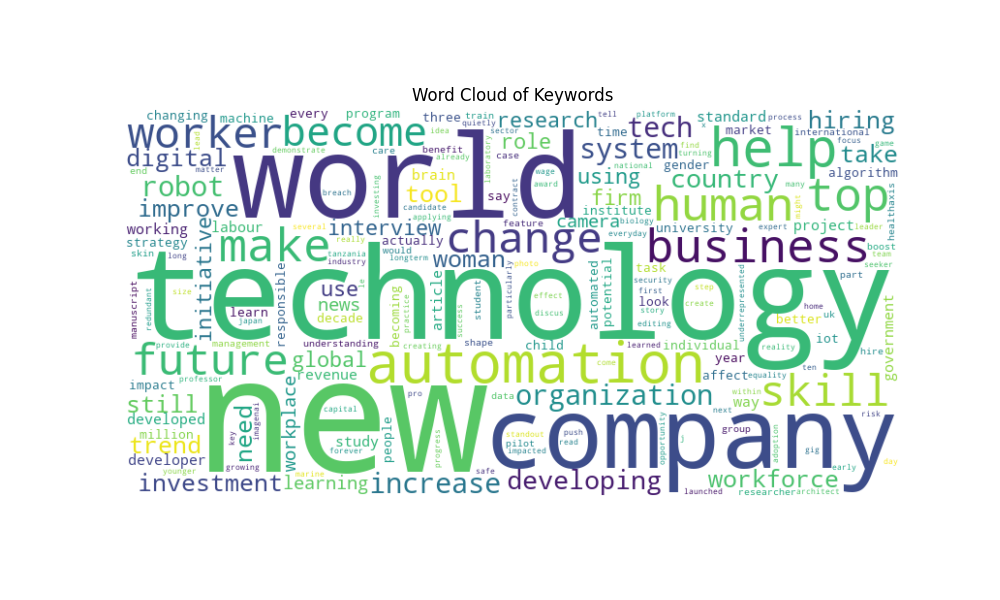 Word Cloud of Keywords
changing machine every program three train tell platform process
worker become idea quietly research sector time tech standard market international hiring
lead demonstrate care benefit already laboratory case role wage system find turning help focus game
digital world end matter brain say using national gender country take algorithm
robot breach investing tool candidate award contract firm human many top might
improve applying feature institute camera biology university expert project leader healthaxis
working labour several interview actually change business boost team
strategy initiative make really would woman particularly skin long tanzania longterm industry photo task security part seeker
technology
manuscript redundant size responsible use le news article becoming practice success student effect discus automated potential first look story step create underrepresented home uk
learn japan decade shape editing better iot government
provide management understanding creating child learned individual reality hire
future professor global automation come year ten
impact revenue data affect equality skill
new company
still workplace capital pro organization within way
developed need key imagenai people standout push next group risk
million study forever progress pilot read opportunity j adoption gig early
trend impacted
developer younger growing marine safe day
investment learning increase developing launched workforce researcher architect
k